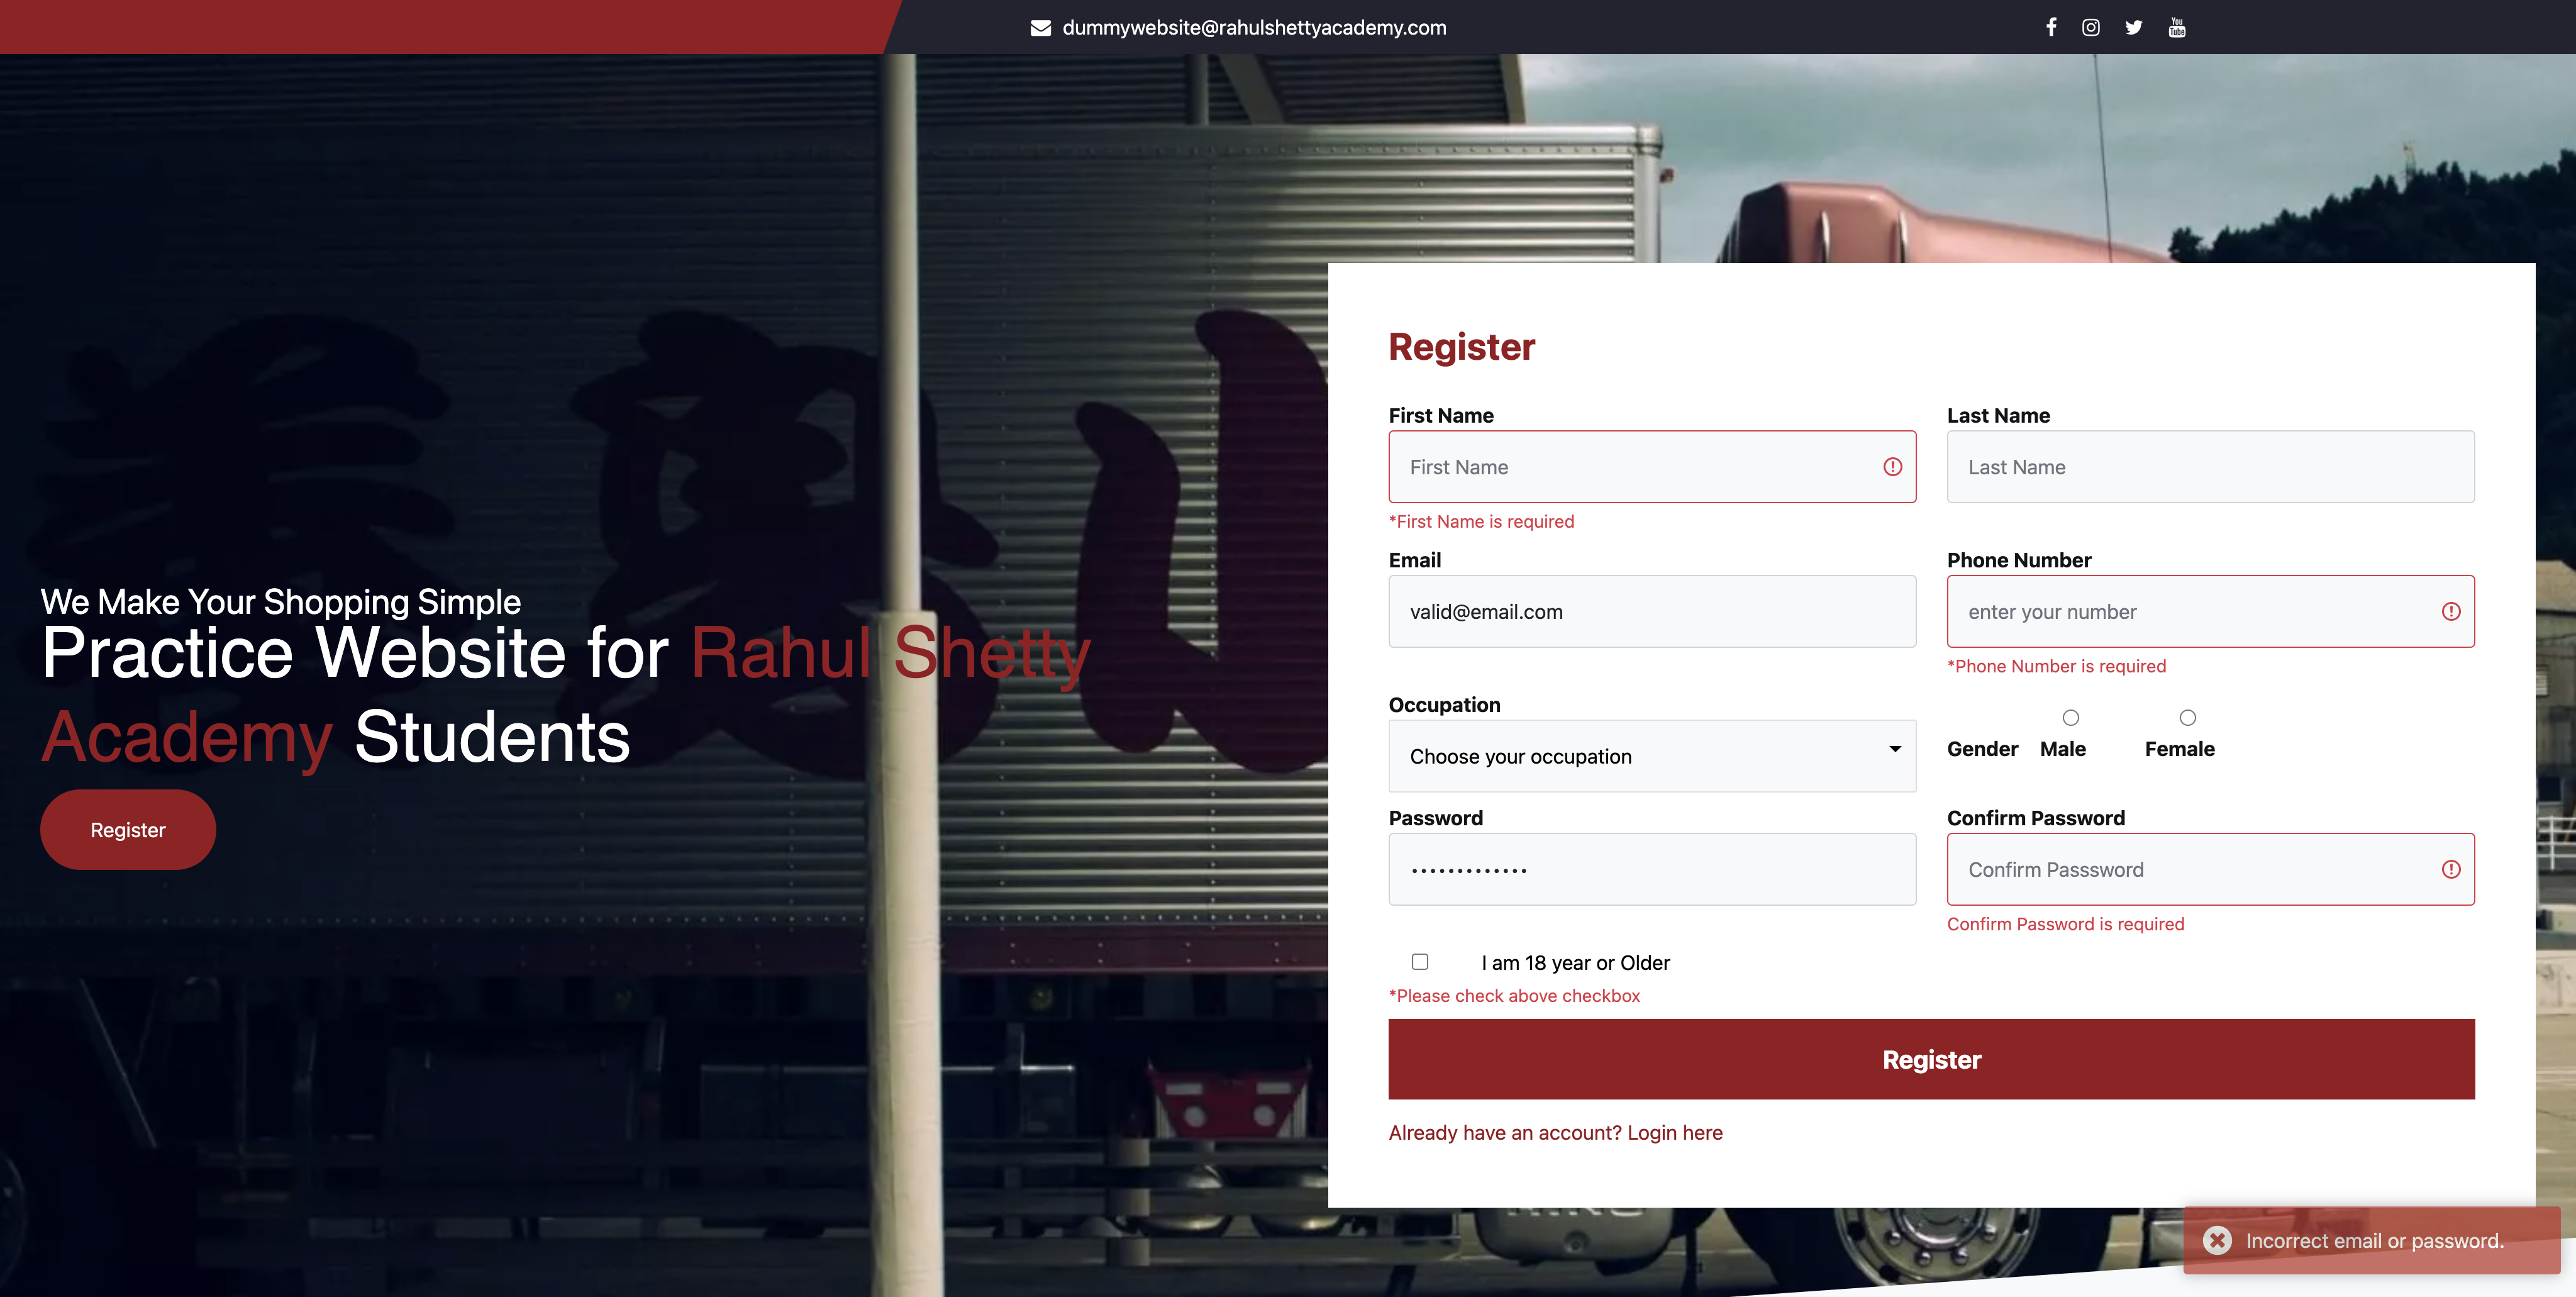 dummywebsite@rahulshettyacademy.com
We Make Your Shopping Simple
Practice Website for Rahul Shetty
Academy Students
Register
Register
First Name
Last Name
First Name
Last Name
*First Name is required
Email
Phone Number
valid@email.com
enter your number
*Phone Number is required
Occupation
Choose your occupation
Gender Male Female
Password
Confirm Password
•••••••••••••
Confirm Passsword
Confirm Password is required
I am 18 year or Older
*Please check above checkbox
Register
Already have an account? Login here
Incorrect email or password.